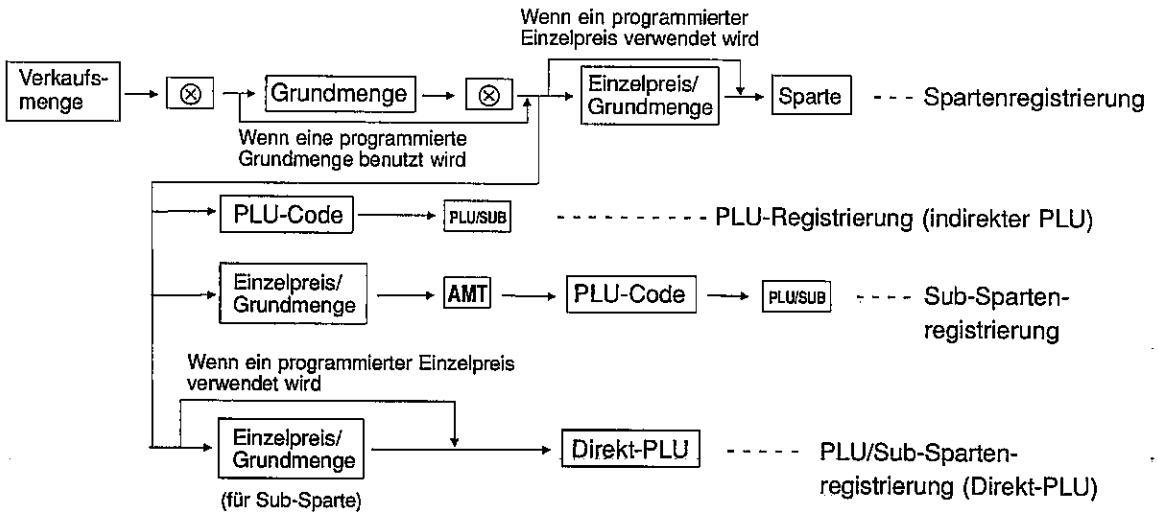 Wenn ein programmierter
Einzelpreis verwendet wird
Verkaufs-
menge
⊗
Grundmenge
⊗
Einzelpreis/
Grundmenge
Sparte
--- Spartenregistrierung
Wenn eine programmierte
Grundmenge benutzt wird
PLU-Code
PLU/SUB
-------- PLU-Registrierung (indirekter PLU)
Einzelpreis/
Grundmenge
AMT
PLU-Code
PLU/SUB
---- Sub-Sparten-
registrierung
Wenn ein programmierter Einzelpreis
verwendet wird
Einzelpreis/
Grundmenge
(für Sub-Sparte)
Direkt-PLU
----- PLU/Sub-Sparten-
registrierung (Direkt-PLU)